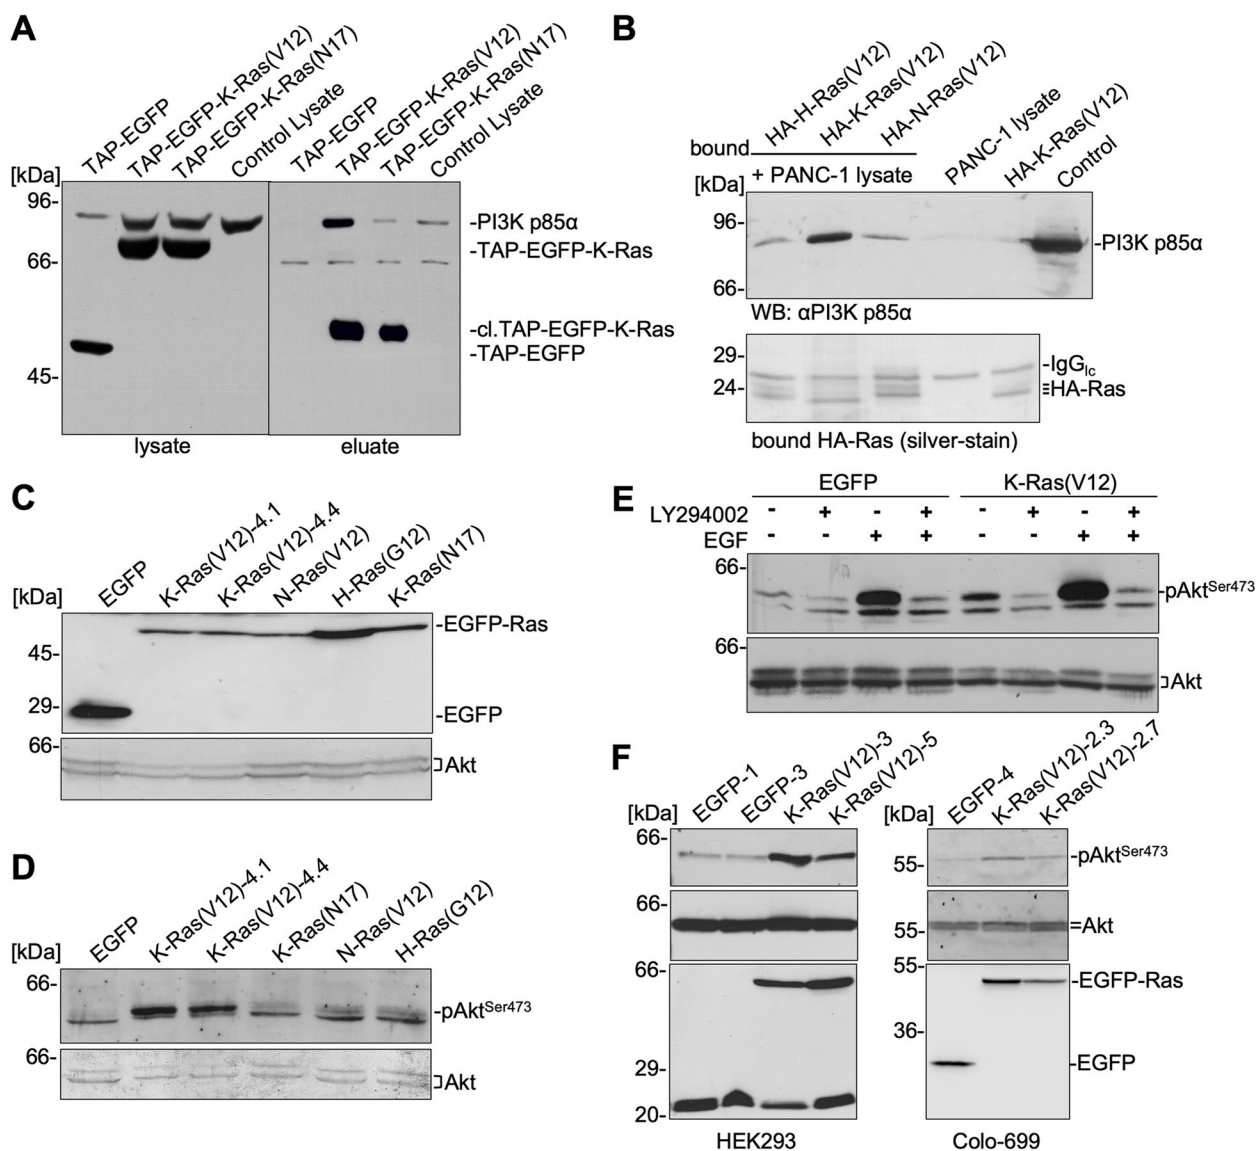 A
TAP-EGFP
TAP-EGFP-K-Ras(V12)
TAP-EGFP-K-Ras(N17)
Control Lysate
TAP-EGFP
TAP-EGFP-K-Ras(V12)
TAP-EGFP-K-Ras(N17)
Control Lysate
[kDa]
96-
66-
45-
-PI3K p85α
-TAP-EGFP-K-Ras
-cl.TAP-EGFP-K-Ras
-TAP-EGFP
lysate
eluate
B
HA-H-Ras(V12)
HA-K-Ras(V12)
HA-N-Ras(V12)
PANC-1 lysate
HA-K-Ras(V12)
Control
bound
+ PANC-1 lysate
[kDa]
96-
66-
-PI3K p85α
WB: αPI3K p85α
29-
24-
-IgGlc
HA-Ras
bound HA-Ras (silver-stain)
C
EGFP
K-Ras(V12)-4.1
K-Ras(V12)-4.4
N-Ras(V12)
H-Ras(G12)
K-Ras(N17)
[kDa]
45-
29-
66-
-EGFP-Ras
-EGFP
Akt
D
EGFP
K-Ras(V12)-4.1
K-Ras(V12)-4.4
K-Ras(N17)
N-Ras(V12)
H-Ras(G12)
[kDa]
66-
66-
-pAktSer473
Akt
E
EGFP
K-Ras(V12)
LY294002 - + - + - + - +
EGF - - + + - - + +
66-
-pAktSer473
66-
Akt
F
EGFP-1
EGFP-3
K-Ras(V12)-3
K-Ras(V12)-5
[kDa]
66-
66-
66-
29-
20-
HEK293
EGFP-4
K-Ras(V12)-2.3
K-Ras(V12)-2.7
[kDa]
55-
-pAktSer473
55-
=Akt
55-
-EGFP-Ras
36-
-EGFP
Colo-699